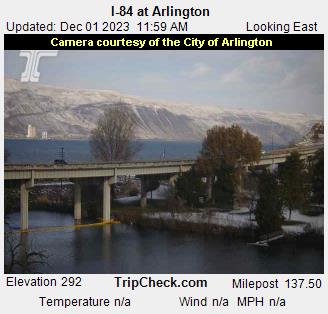 I-84 at Arlington
Updated: Dec 01 2023 11:59 AM Looking East
Camera courtesy of the City of Arlington
Elevation 292 TripCheck.com Milepost 137.50
Temperature n/a Wind n/a MPH n/a